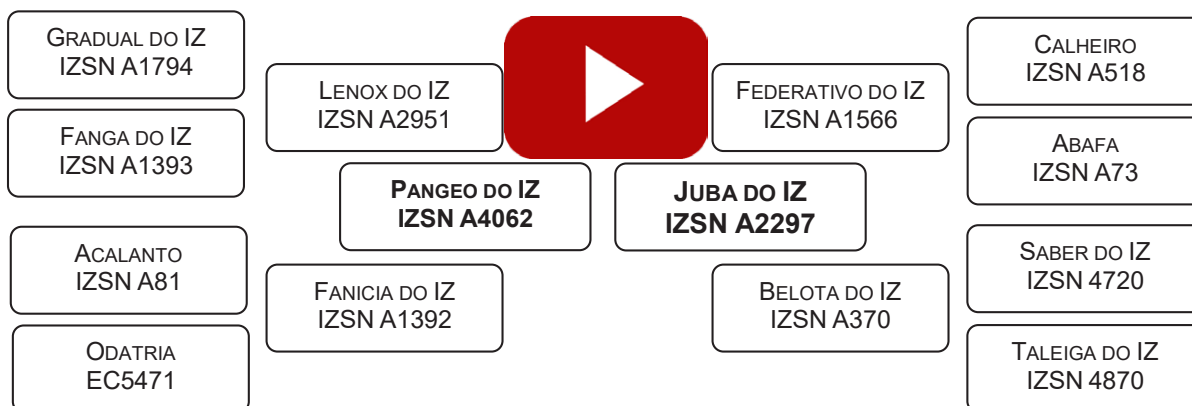 GRADUAL DO IZ
IZSN A1794
FANGA DO IZ
IZSN A1393
ACALANTO
IZSN A81
ODATRIA
EC5471
LENOX DO IZ
IZSN A2951
FANICIA DO IZ
IZSN A1392
PANGEO DO IZ
IZSN A4062
JUBA DO IZ
IZSN A2297
FEDERATIVO DO IZ
IZSN A1566
BELOTA DO IZ
IZSN A370
CALHEIRO
IZSN A518
ABAFA
IZSN A73
SABER DO IZ
IZSN 4720
TALEIGA DO IZ
IZSN 4870